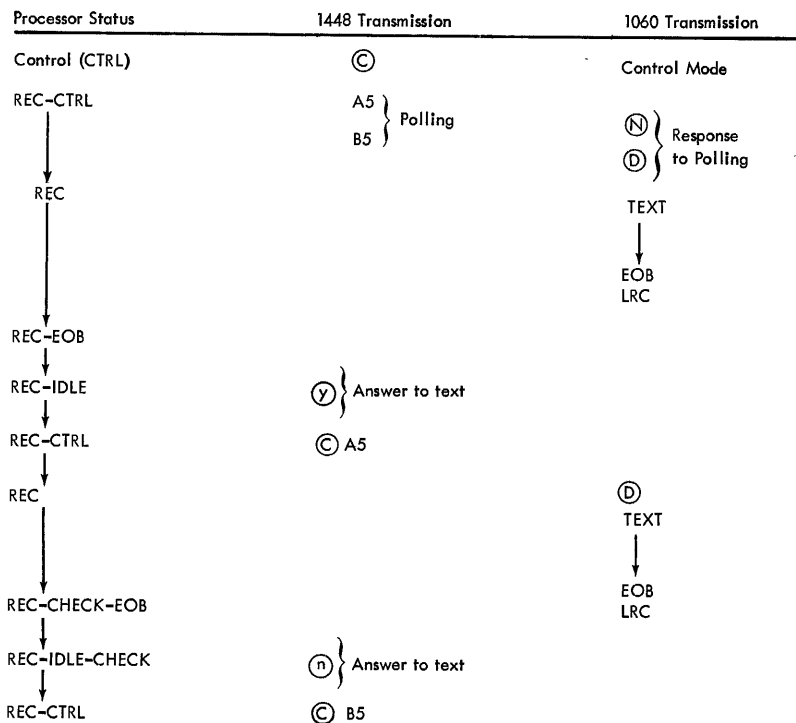 Processor Status 1448 Transmission 1060 Transmission
Control (CTRL) Ⓒ Control Mode
REC-CTRL A5 Polling
B5
Ⓝ Response
Ⓓ to Polling
REC
TEXT
EOB
LRC
REC-EOB
REC-IDLE ⓨ Answer to text
REC-CTRL Ⓒ A5
REC Ⓓ
TEXT
EOB
REC-CHECK-EOB LRC
REC-IDLE-CHECK ⓝ Answer to text
REC-CTRL Ⓒ B5